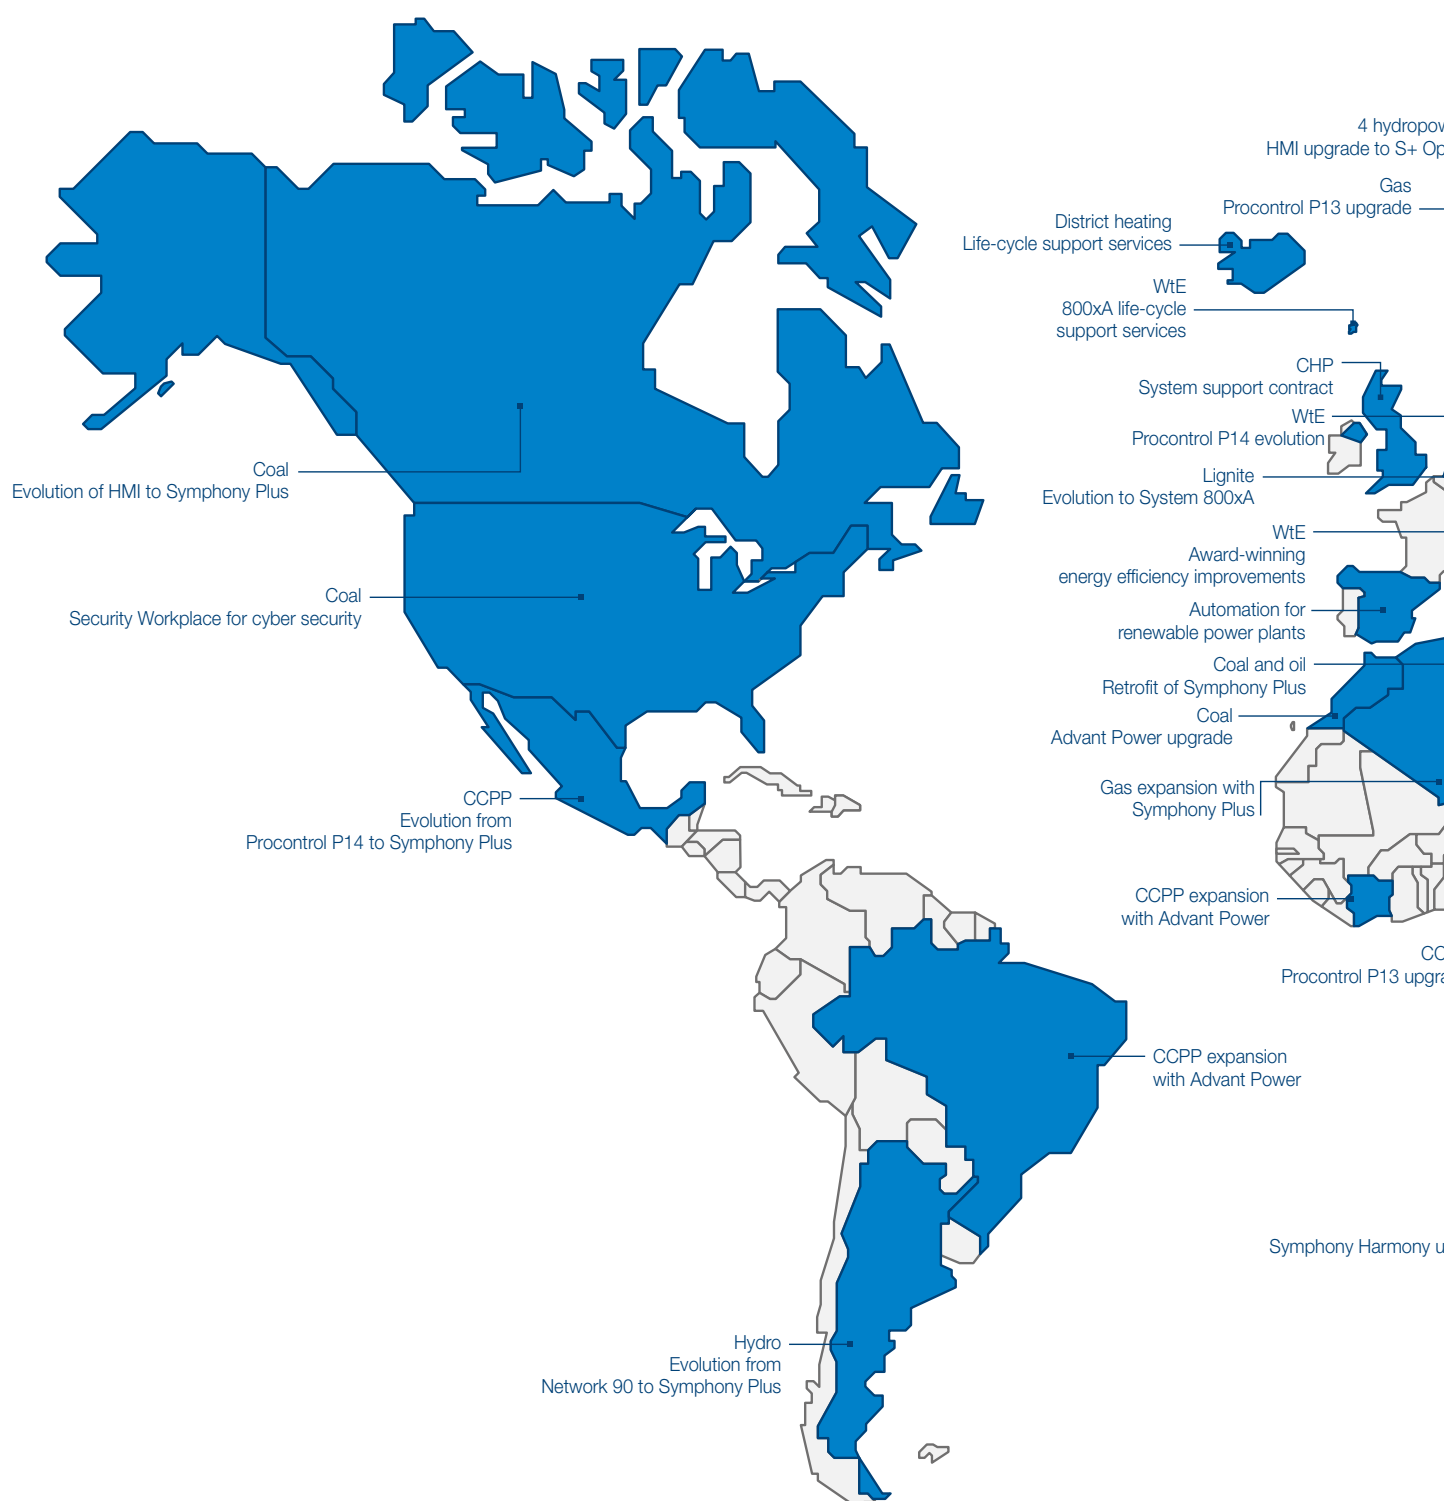 4 hydropow
HMI upgrade to S+ Op
Gas
Procontrol P13 upgrade
District heating
Life-cycle support services
WtE
800xA life-cycle
support services
CHP
System support contract
WtE
Procontrol P14 evolution
Coal
Evolution of HMI to Symphony Plus
Lignite
Evolution to System 800xA
WtE
Award-winning
energy efficiency improvements
Coal
Security Workplace for cyber security
Automation for
renewable power plants
Coal and oil
Retrofit of Symphony Plus
Coal
Advant Power upgrade
CCPP
Evolution from
Procontrol P14 to Symphony Plus
Gas expansion with
Symphony Plus
CCPP expansion
with Advant Power
CC
Procontrol P13 upgra
CCPP expansion
with Advant Power
Symphony Harmony u
Hydro
Evolution from
Network 90 to Symphony Plus